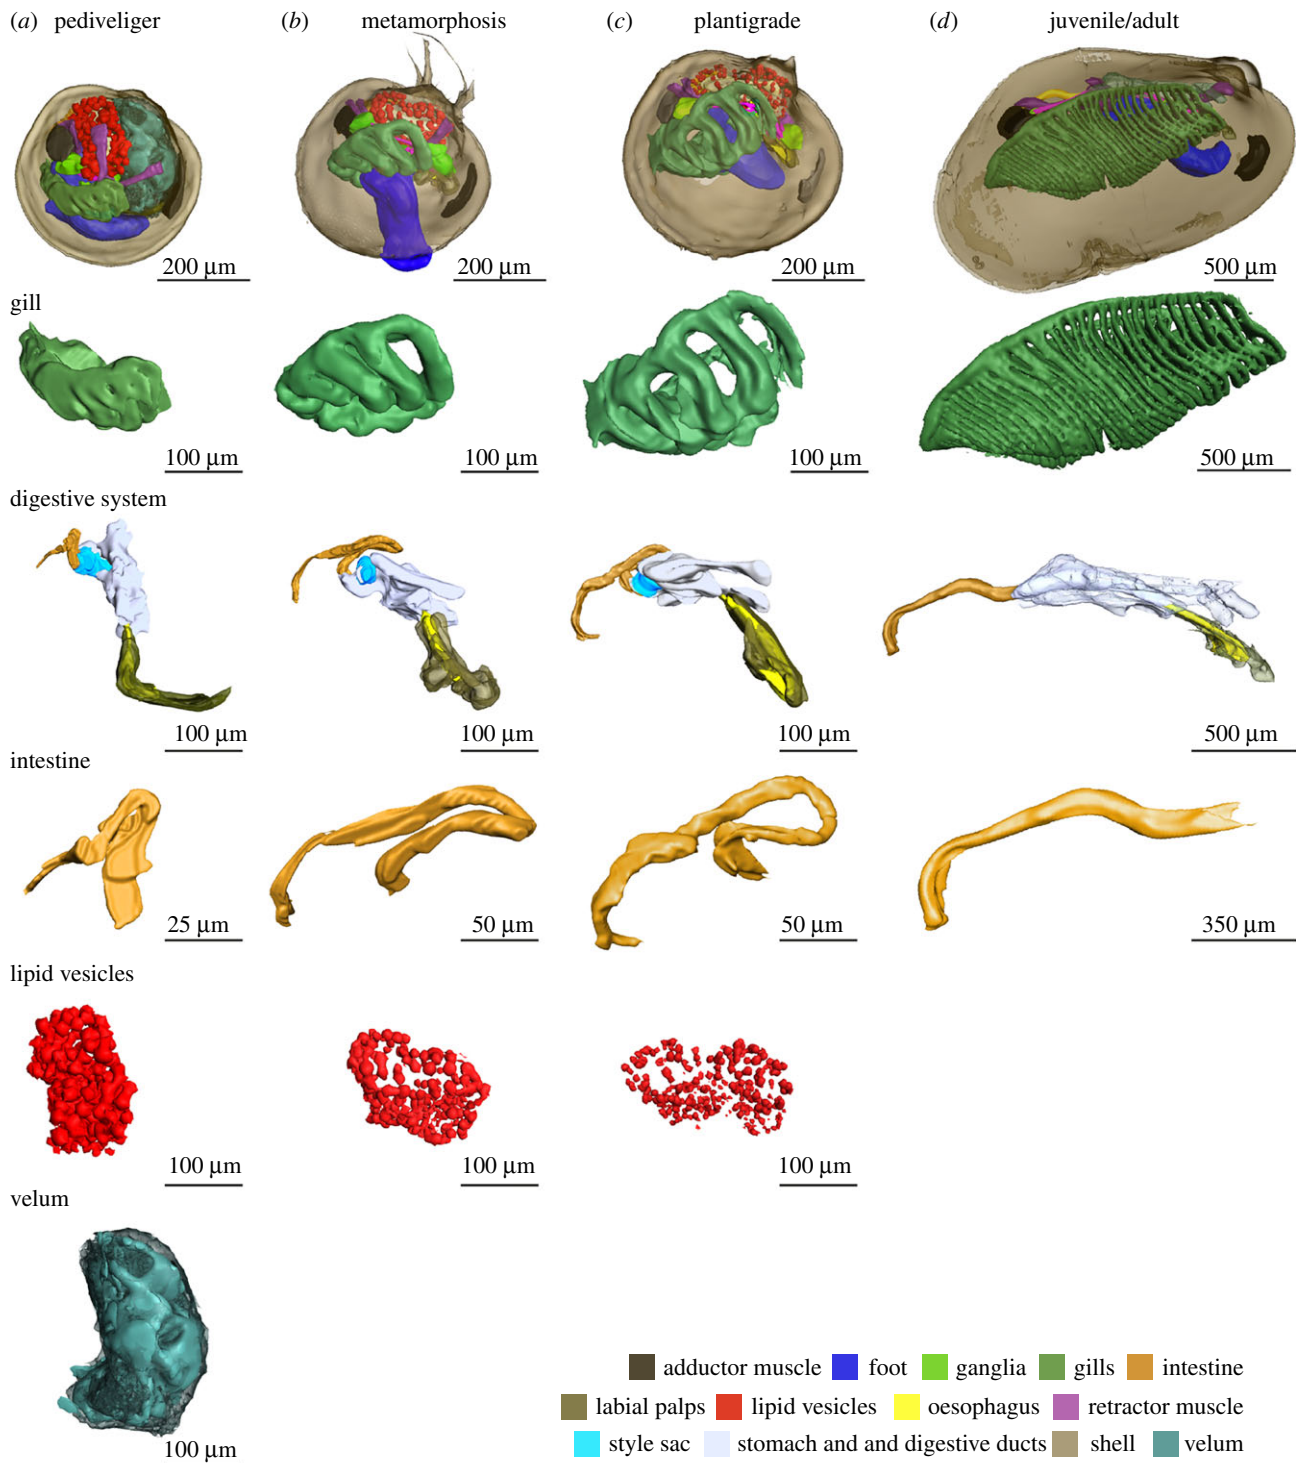 (a) pediveliger (b) metamorphosis (c) plantigrade (d) juvenile/adult
200 µm 200 µm 200 µm 500 µm
gill
100 µm 100 µm 100 µm 500 µm
digestive system
100 µm 100 µm 100 µm 500 µm
intestine
25 µm 50 µm 50 µm 350 µm
lipid vesicles
100 µm 100 µm 100 µm
velum
100 µm
adductor muscle foot ganglia gills intestine
labial palps lipid vesicles oesophagus retractor muscle
style sac stomach and and digestive ducts shell velum